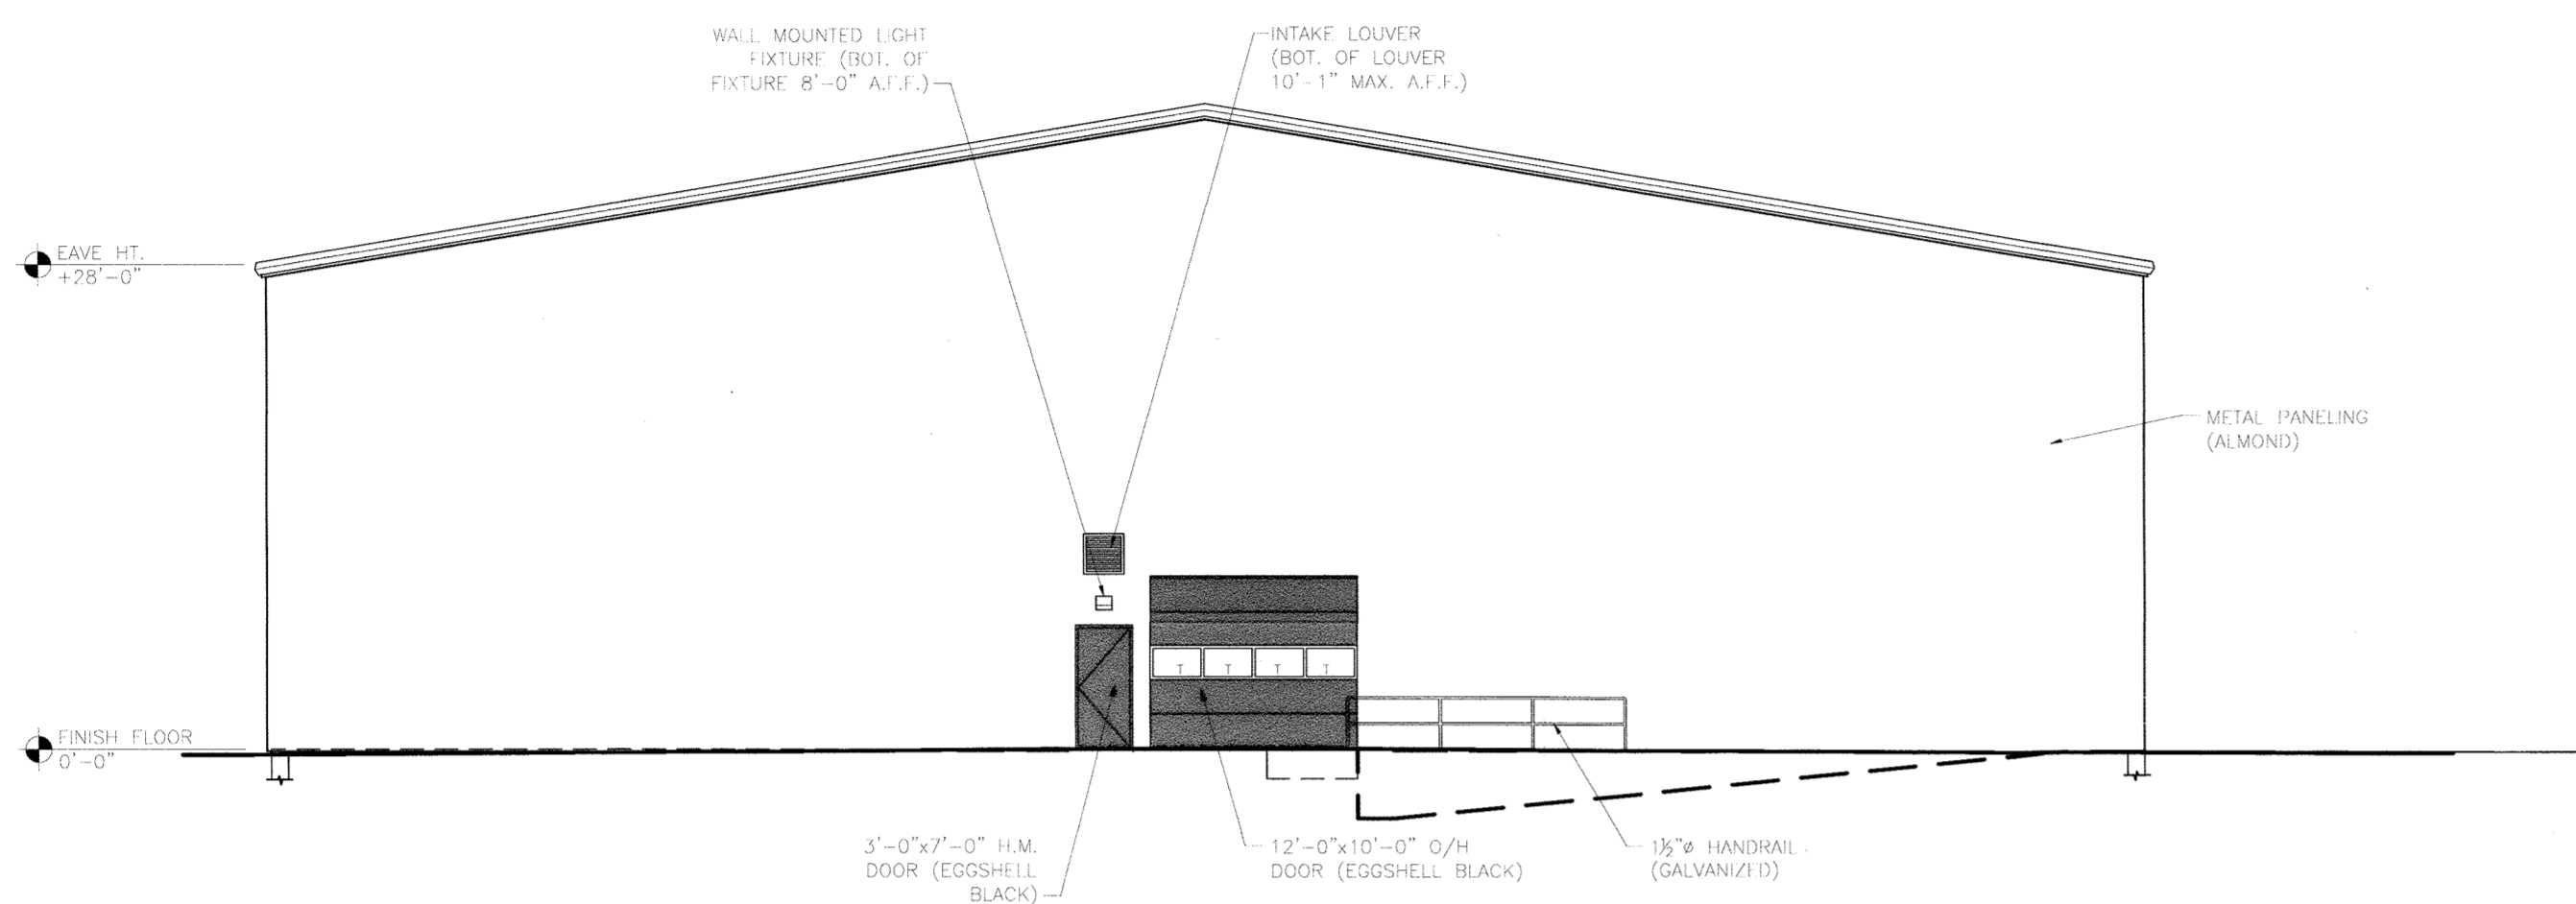 WALL MOUNTED LIGHT
FIXTURE (BOT. OF
FIXTURE 8'-0" A.F.F.)
INTAKE LOUVER
(BOT. OF LOUVER
10'-1" MAX. A.F.F.)
EAVE HT.
+28'-0"
METAL PANELING
(ALMOND)
T T T T
FINISH FLOOR
0'-0"
3'-0"x7'-0" H.M.
DOOR (EGGSHELL
BLACK)
12'-0"x10'-0" O/H
DOOR (EGGSHELL BLACK)
1½"ø HANDRAIL
(GALVANIZED)